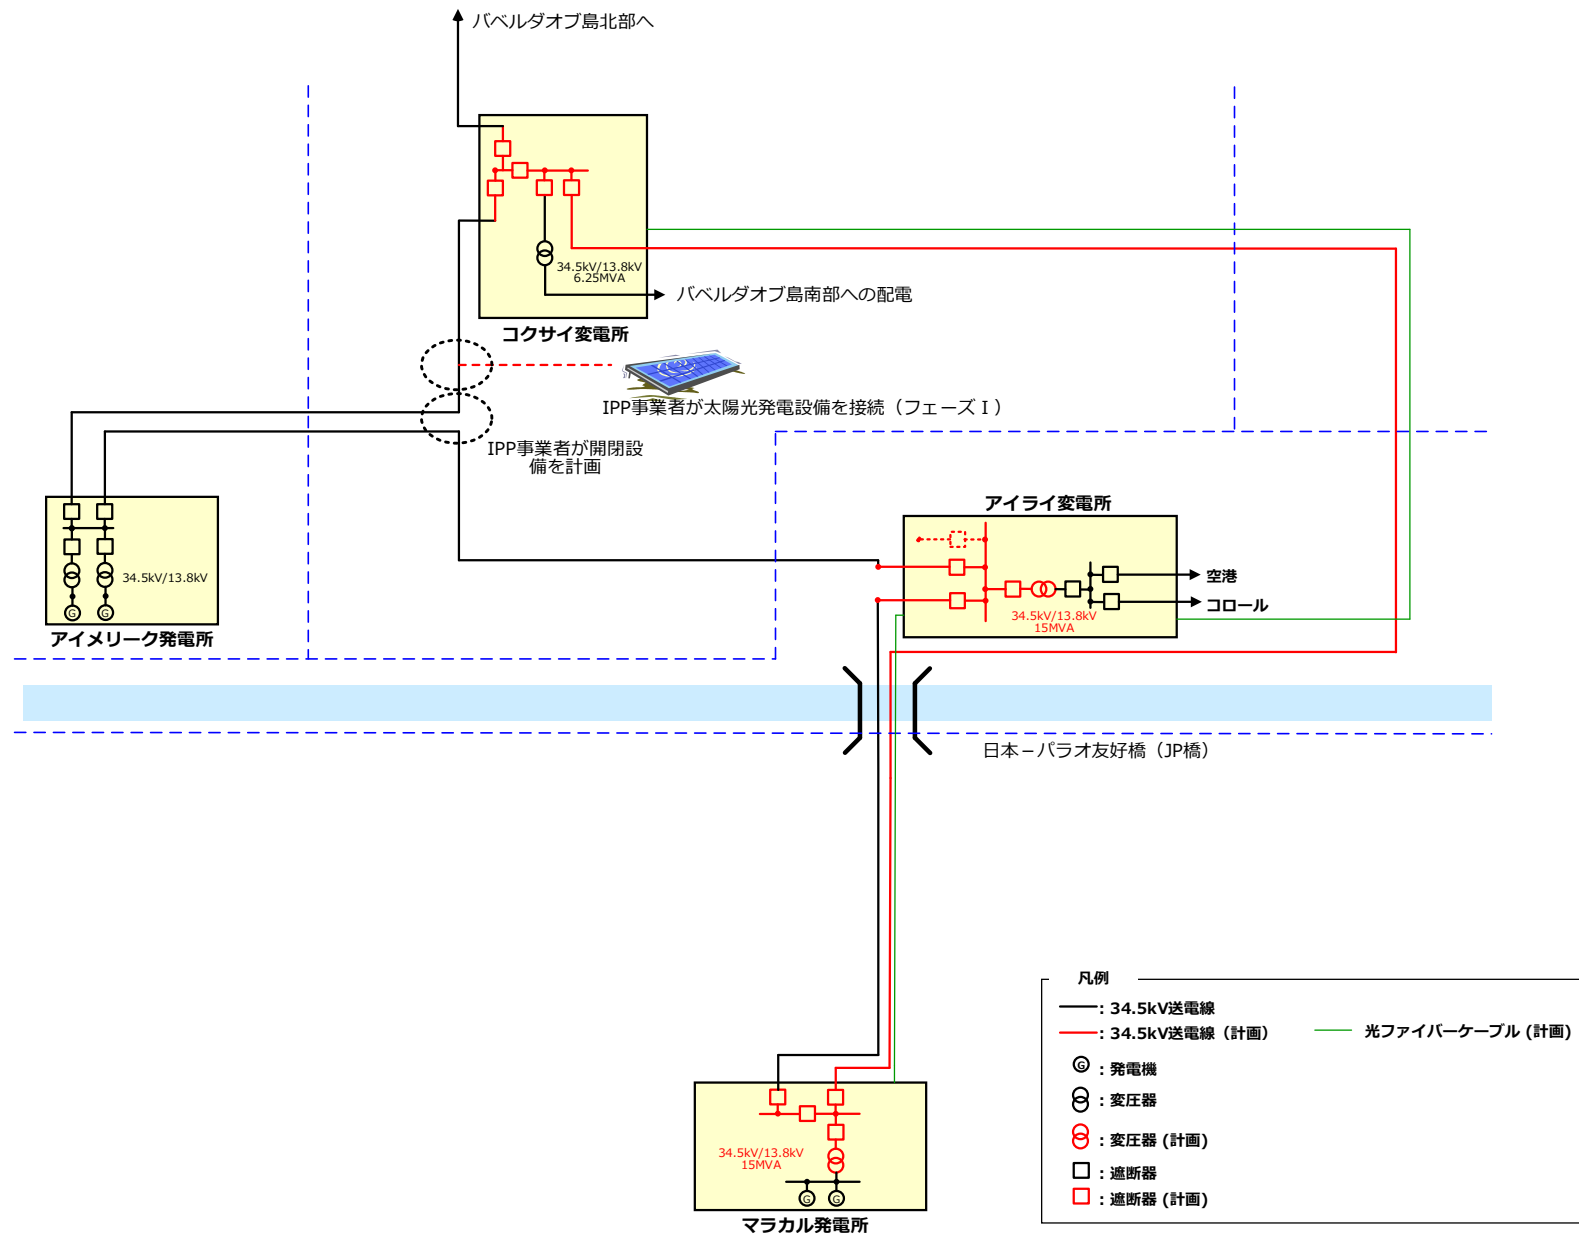 バベルダオブ島北部へ
34.5kV/13.8kV
6.25MVA
バベルダオブ島南部への配電
コクサイ変電所
IPP事業者が太陽光発電設備を接続（フェーズⅠ）
IPP事業者が開閉設
備を計画
34.5kV/13.8kV
G
G
アイメリーク発電所
アイライ変電所
空港
コロール
34.5kV/13.8kV
15MVA
日本－パラオ友好橋（JP橋）
34.5kV/13.8kV
15MVA
G
G
マラカル発電所
凡例
：34.5kV送電線
：34.5kV送電線（計画）
光ファイバーケーブル (計画)
G
：発電機
：変圧器
：変圧器 (計画)
：遮断器
：遮断器 (計画)